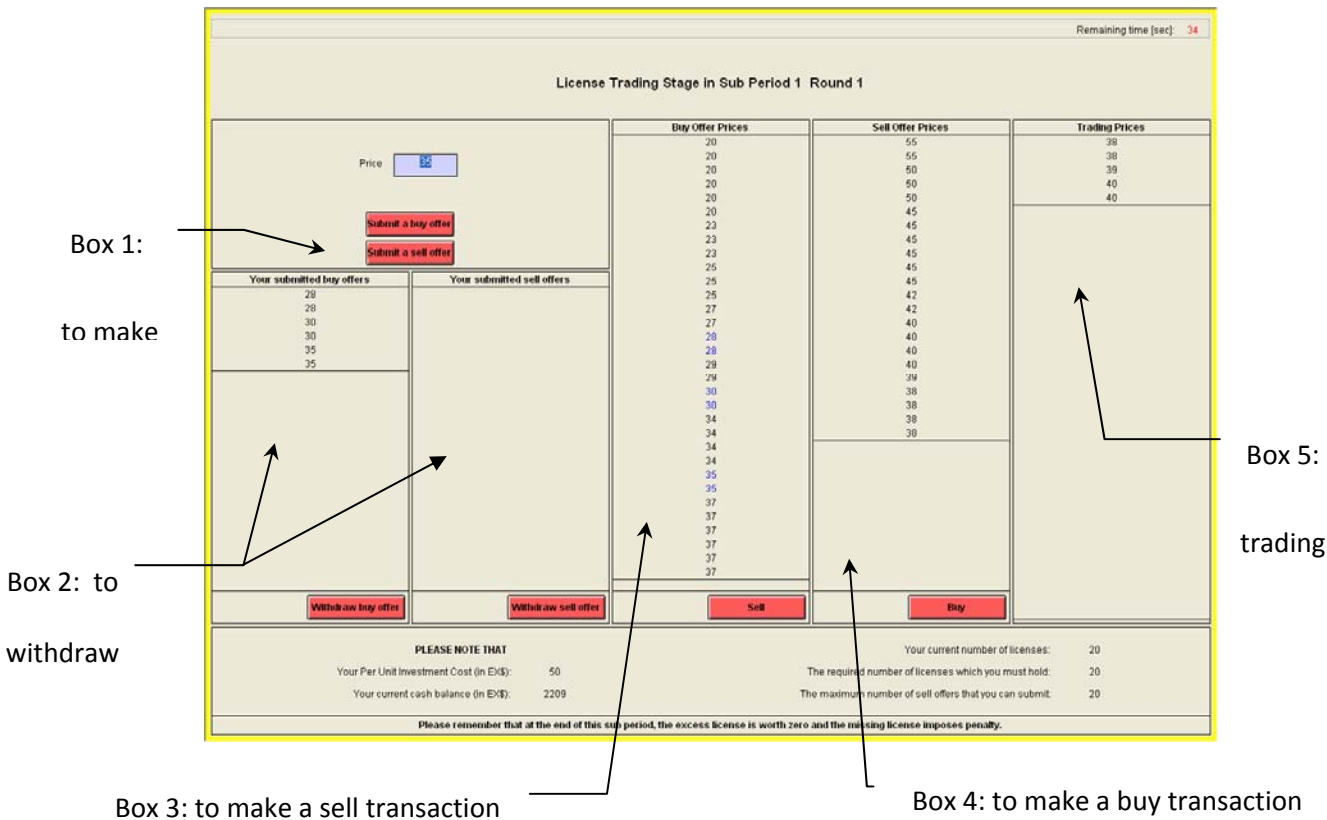 Remaining time [sec]: 34
License Trading Stage in Sub Period 1 Round 1
Price 35
Submit a buy offer
Submit a sell offer
Your submitted buy offers
28
28
30
30
35
35
Withdraw buy offer
Your submitted sell offers
Withdraw sell offer
Buy Offer Prices
20
20
20
20
20
20
23
23
23
25
25
25
27
27
28
28
29
29
30
30
34
34
34
34
35
35
37
37
37
37
37
37
Sell
Sell Offer Prices
55
55
50
50
50
45
45
45
45
45
45
42
42
40
40
40
40
39
38
38
38
38
Buy
Trading Prices
38
38
39
40
40
PLEASE NOTE THAT
Your Per Unit Investment Cost (in EX$): 50
Your current cash balance (in EX$): 2209
Your current number of licenses: 20
The required number of licenses which you must hold: 20
The maximum number of sell offers that you can submit: 20
Please remember that at the end of this sub period, the excess license is worth zero and the missing license imposes penalty.
Box 1:
to make
Box 2: to
withdraw
Box 3: to make a sell transaction
Box 4: to make a buy transaction
Box 5:
trading